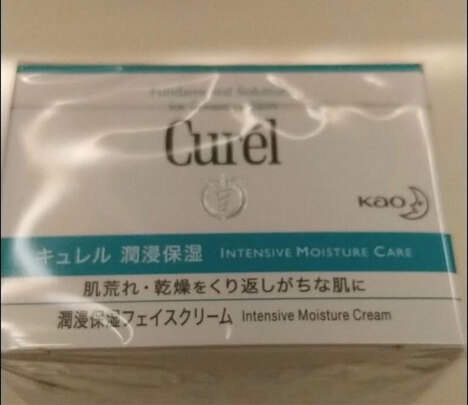 Fundamental Solution
Curél
Kao
キュレル 潤浸保湿 INTENSIVE MOISTURE CARE
肌荒れ・乾燥をくり返しがちな肌に
潤浸保湿フェイスクリーム Intensive Moisture Cream